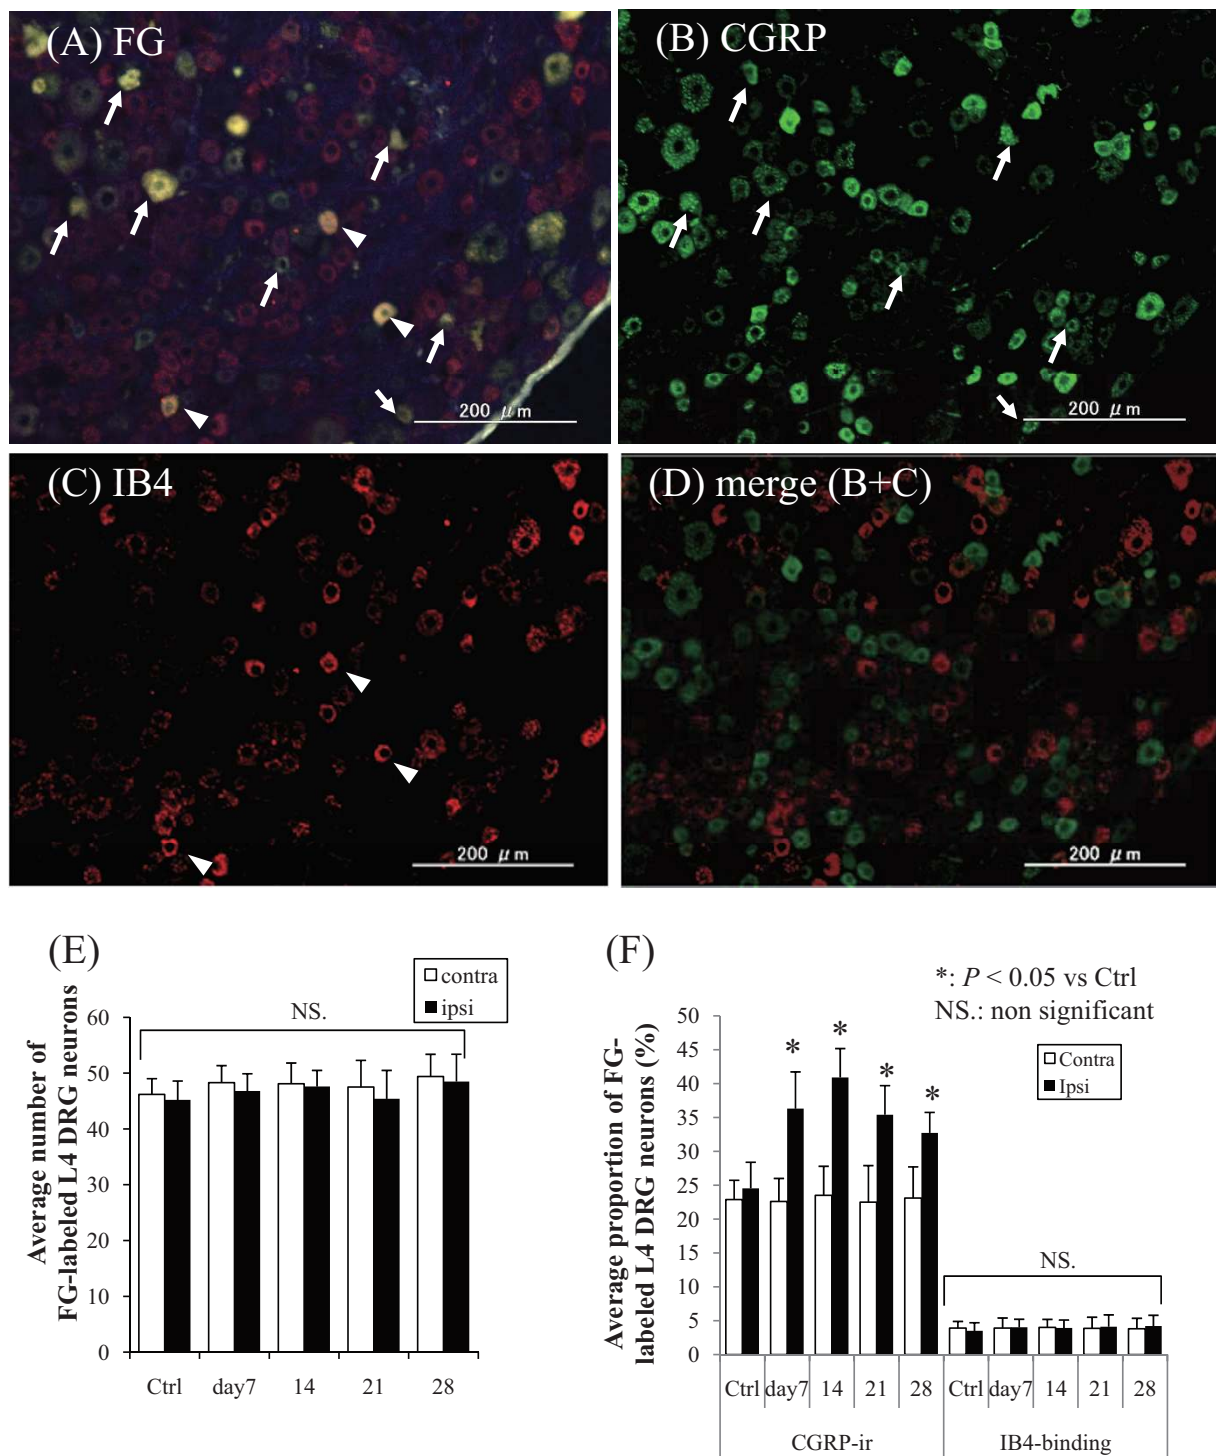 (A) FG
200 μm
(B) CGRP
200 μm
(C) IB4
200 μm
(D) merge (B+C)
200 μm
(E)
contra
ipsi
NS.
Average number of
FG-labeled L4 DRG neurons
60
50
40
30
20
10
0
Ctrl day7 14 21 28
(F)
*: P < 0.05 vs Ctrl
NS.: non significant
Contra
Ipsi
Average proportion of FG-
labeled L4 DRG neurons (%)
50
45
40
35
30
25
20
15
10
5
0
* * * *
NS.
Ctrl day7 14 21 28 Ctrl day7 14 21 28
CGRP-ir IB4-binding